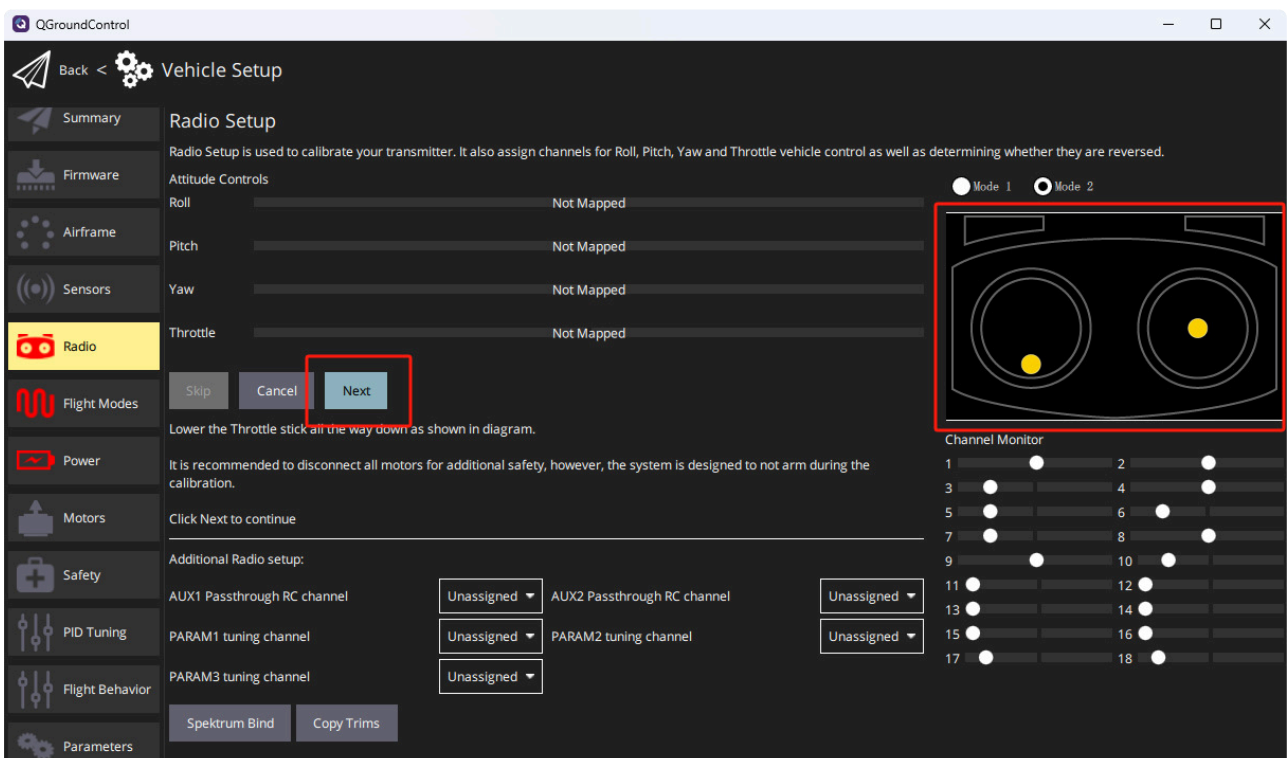 QGroundControl
Back < Vehicle Setup
Summary
Firmware
Airframe
Sensors
Radio
Flight Modes
Power
Motors
Safety
PID Tuning
Flight Behavior
Parameters
Radio Setup
Radio Setup is used to calibrate your transmitter. It also assign channels for Roll, Pitch, Yaw and Throttle vehicle control as well as determining whether they are reversed.
Attitude Controls
Roll Not Mapped
Pitch Not Mapped
Yaw Not Mapped
Throttle Not Mapped
Skip Cancel Next
Lower the Throttle stick all the way down as shown in diagram.
It is recommended to disconnect all motors for additional safety, however, the system is designed to not arm during the
calibration.
Click Next to continue
Additional Radio setup:
AUX1 Passthrough RC channel Unassigned AUX2 Passthrough RC channel Unassigned
PARAM1 tuning channel Unassigned PARAM2 tuning channel Unassigned
PARAM3 tuning channel Unassigned
Spektrum Bind Copy Trims
Mode 1 Mode 2
Channel Monitor
1 2
3 4
5 6
7 8
9 10
11 12
13 14
15 16
17 18